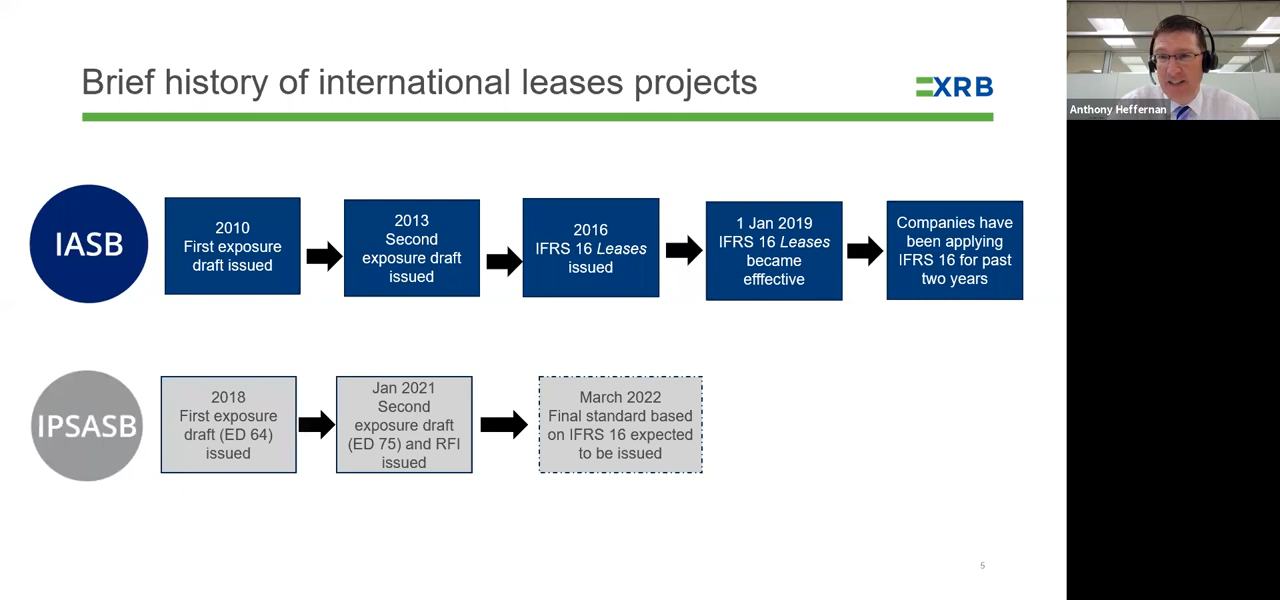 Brief history of international leases projects
XRB
Anthony Heffernan
IASB
2010
First exposure
draft issued
2013
Second
exposure draft
issued
2016
IFRS 16 Leases
issued
1 Jan 2019
IFRS 16 Leases
became
efffective
Companies have
been applying
IFRS 16 for past
two years
IPSASB
2018
First exposure
draft (ED 64)
issued
Jan 2021
Second
exposure draft
(ED 75) and RFI
issued
March 2022
Final standard based
on IFRS 16 expected
to be issued
5